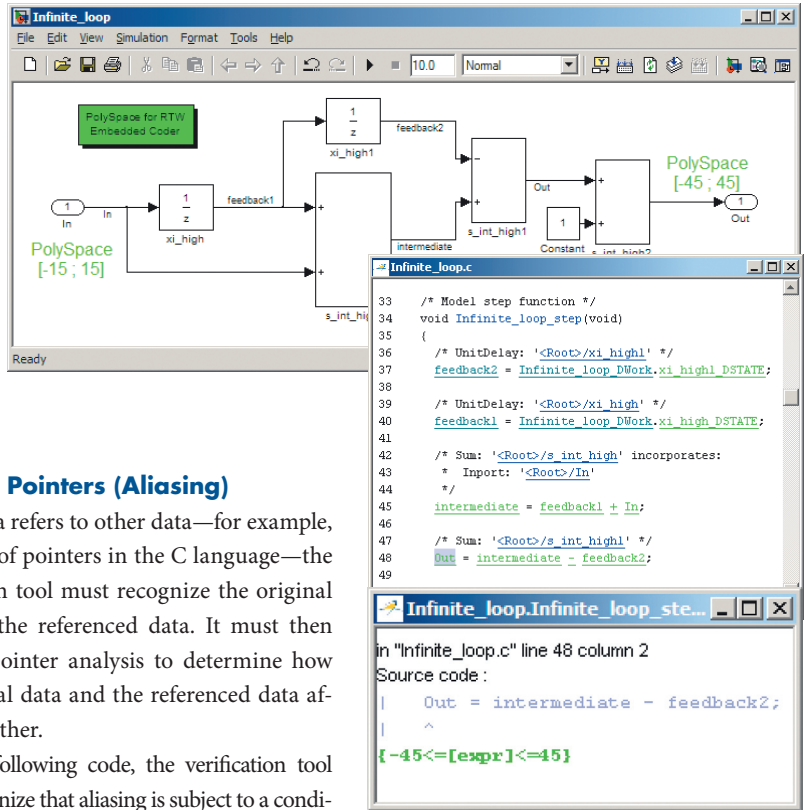 Infinite_loop
File Edit View Simulation Format Tools Help
10.0 Normal
PolySpace for RTW
Embedded Coder
1
z
xi_high1
feedback2
1
In
In
PolySpace
[-15 ; 15]
1
z
xi_high
feedback1
+
+
intermediate
−
+
s_int_high1
Out
1
Constant
+
+
s_int_high2
PolySpace
[-45 ; 45]
1
Out
Ready
Infinite_loop.c
33 /* Model step function */
34 void Infinite_loop_step(void)
35 {
36 /* UnitDelay: '<Root>/xi_high1' */
37 feedback2 = Infinite_loop_DWork.xi_high1_DSTATE;
38
39 /* UnitDelay: '<Root>/xi_high' */
40 feedback1 = Infinite_loop_DWork.xi_high_DSTATE;
41
42 /* Sum: '<Root>/s_int_high' incorporates:
43 * Inport: '<Root>/In'
44 */
45 intermediate = feedback1 + In;
46
47 /* Sum: '<Root>/s_int_high1' */
48 Out = intermediate - feedback2;
49
Infinite_loop.Infinite_loop_ste...
in "Infinite_loop.c" line 48 column 2
Source code :
| Out = intermediate - feedback2;
| ^
{-45<=[expr]<=45}
Pointers (Aliasing)
a refers to other data—for example,
of pointers in the C language—the
n tool must recognize the original
the referenced data. It must then
ointer analysis to determine how
al data and the referenced data af-
ther.
ollowing code, the verification tool
nize that aliasing is subject to a condi-